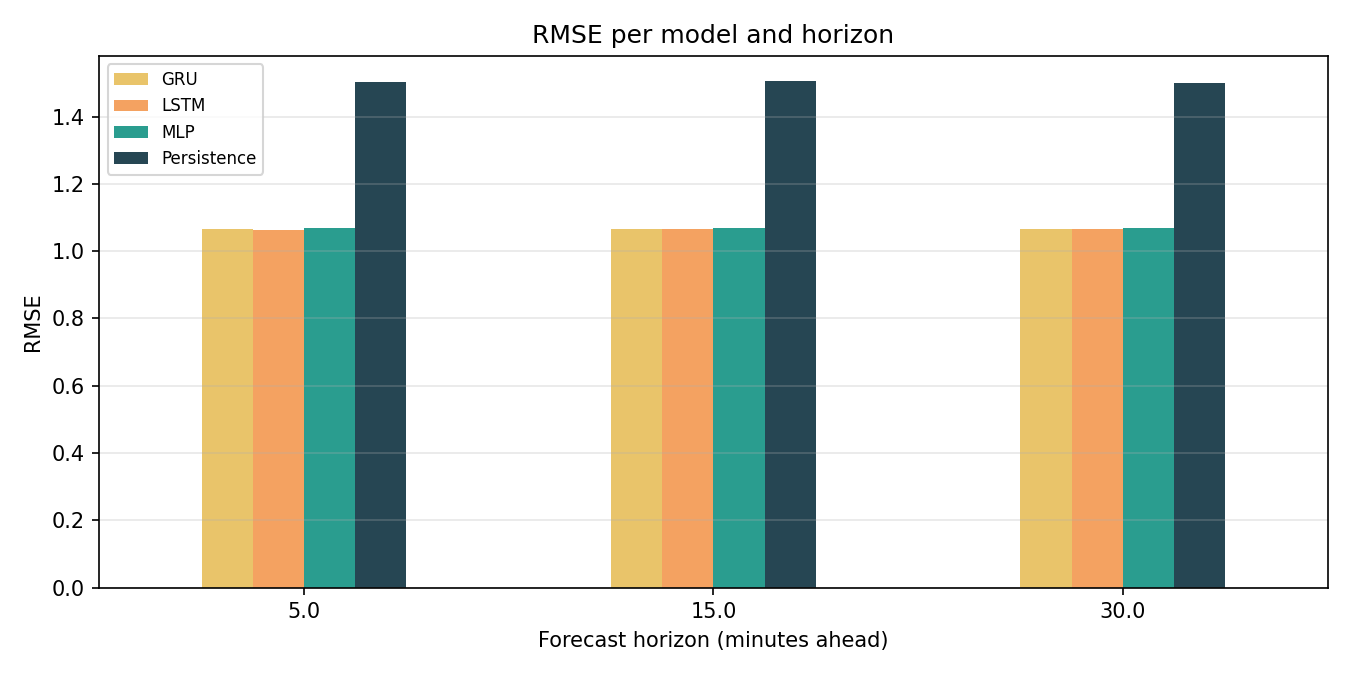 RMSE per model and horizon
GRU
LSTM
MLP
Persistence
1.4
1.2
1.0
0.8
0.6
0.4
0.2
0.0
RMSE
5.0 15.0 30.0
Forecast horizon (minutes ahead)